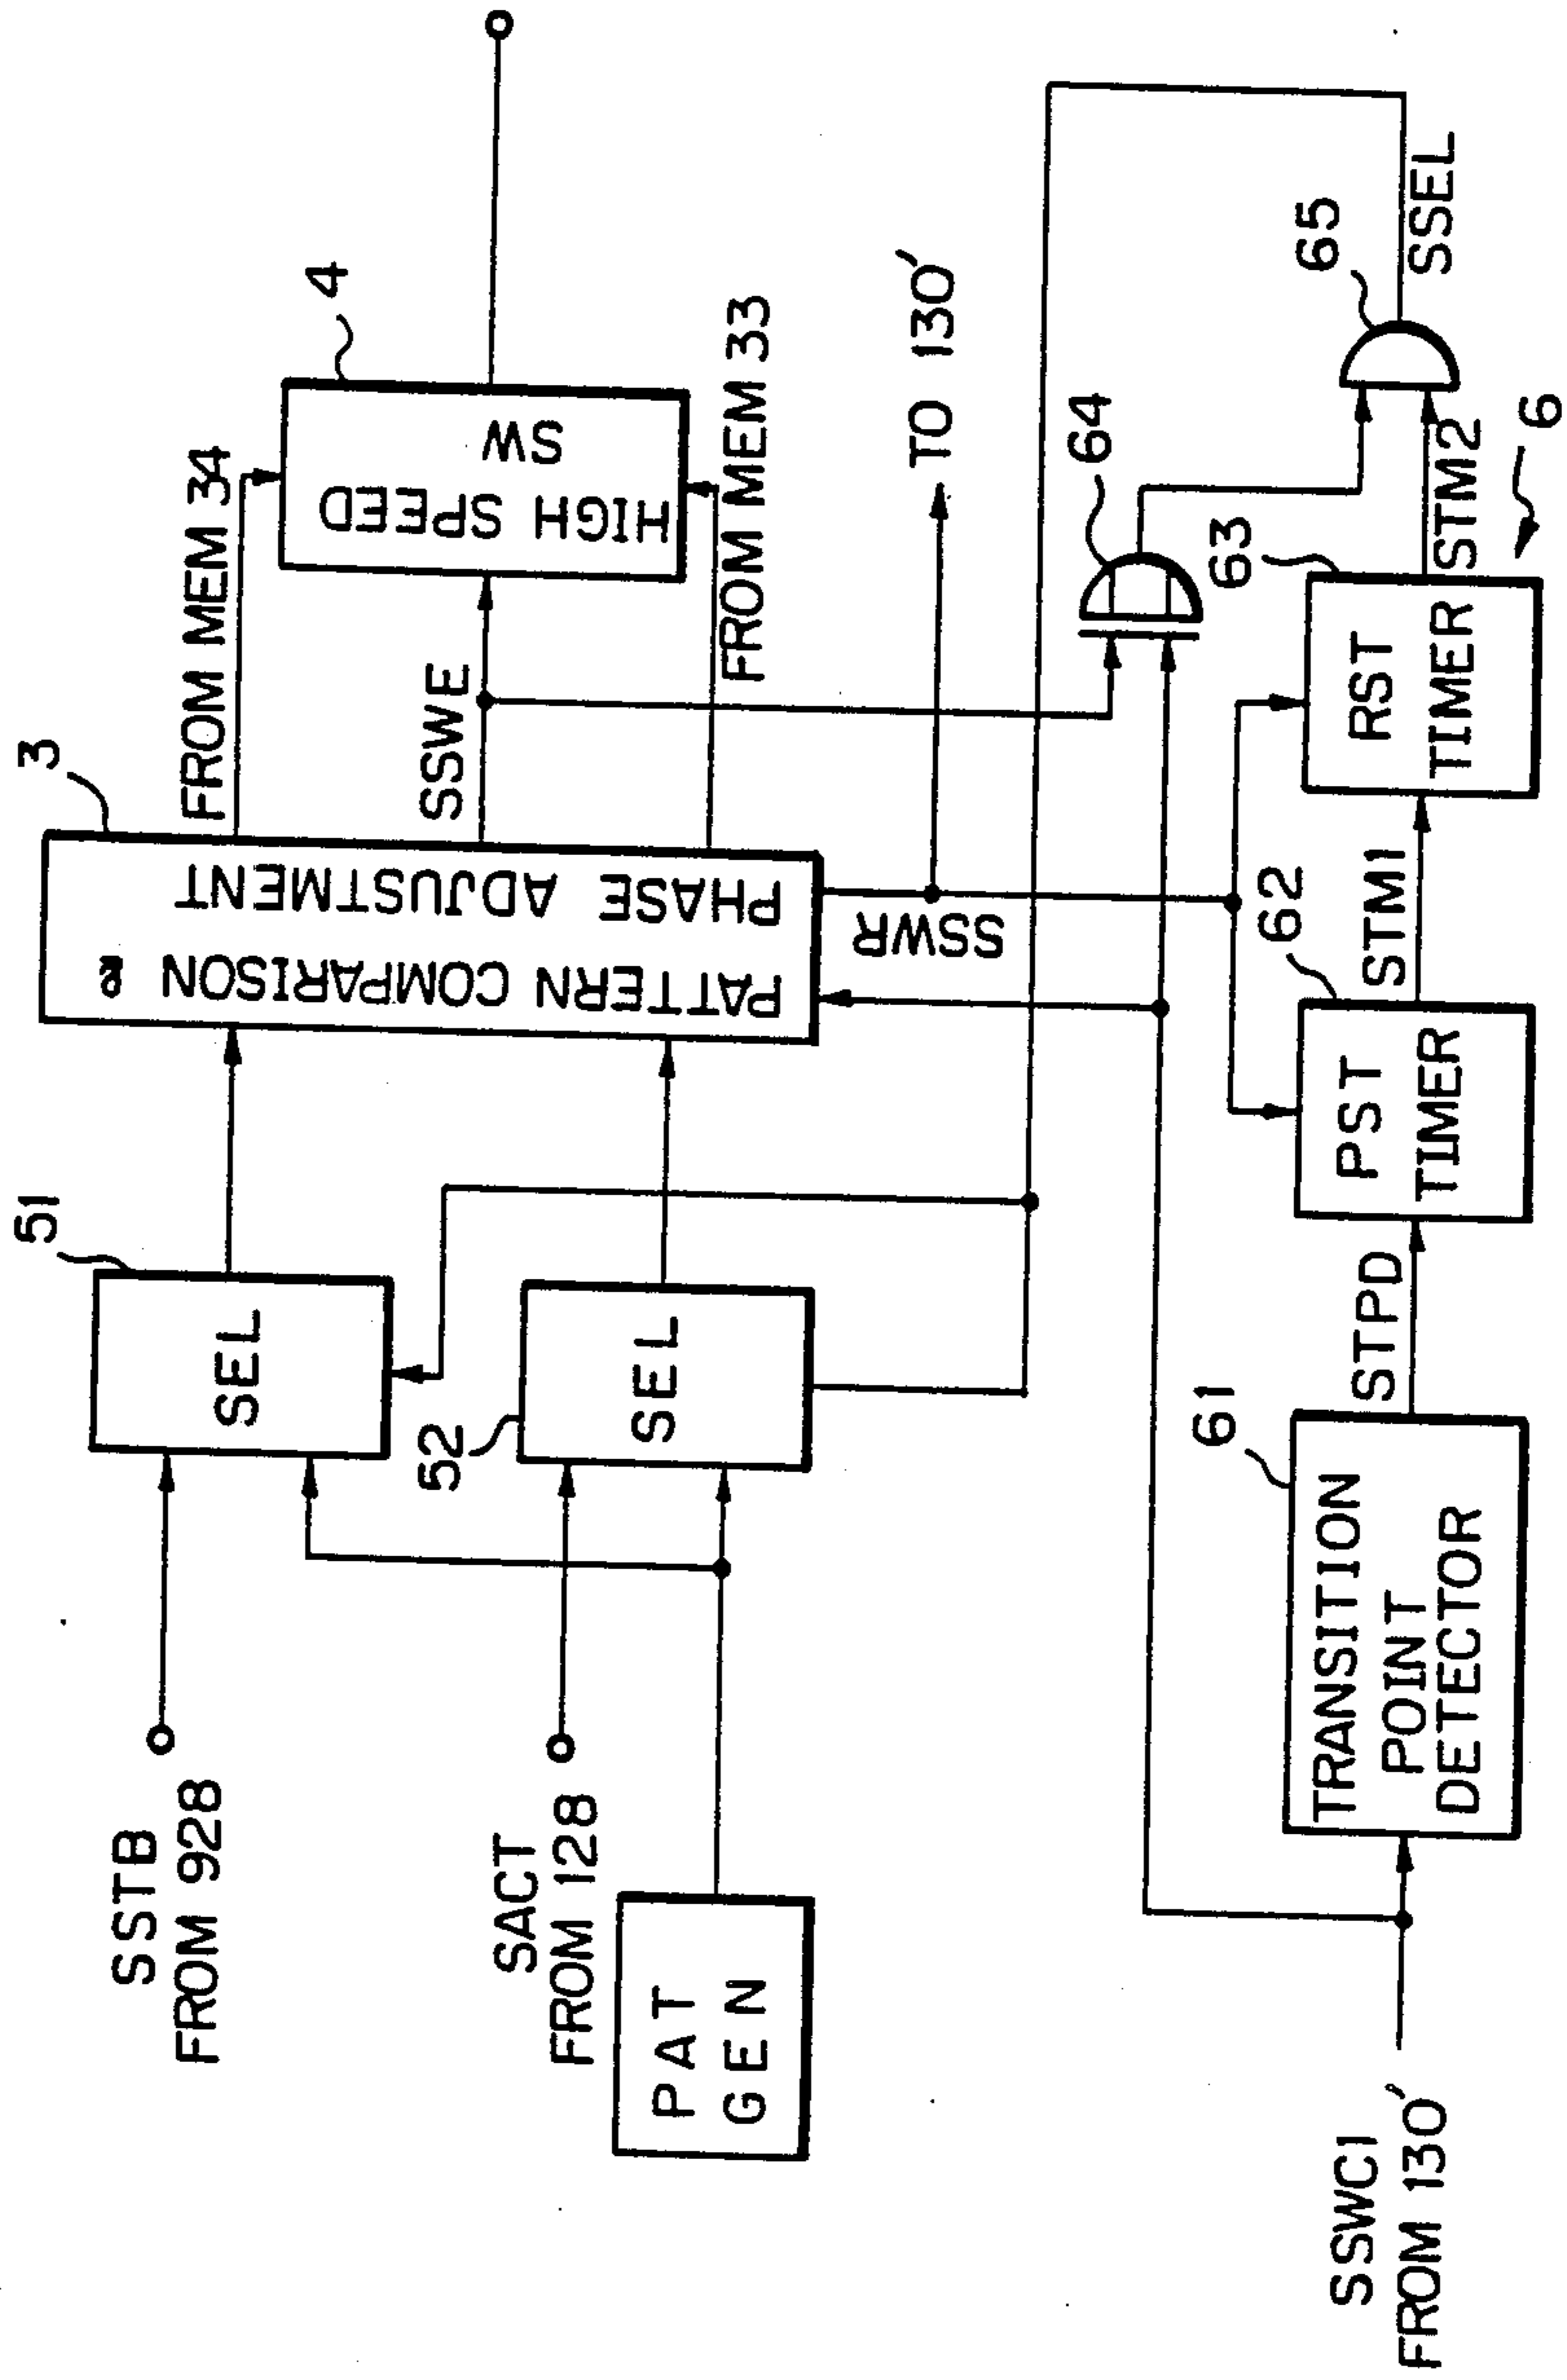 SSTB
FROM 928
SACT
FROM 128
PAT
GEN
51
SEL
52
SEL
3
PATTERN COMPARISON &
PHASE ADJUSTMENT
FROM MEM 34
SSWE
FROM MEM 33
4
HIGH SPEED
SW
SSWR
TO 130'
SSWC1
FROM 130'
61
TRANSITION
POINT
DETECTOR
STPD
62
PST
TIMER
STM1
63
RST
TIMER
STM2
64
65
SSEL
6